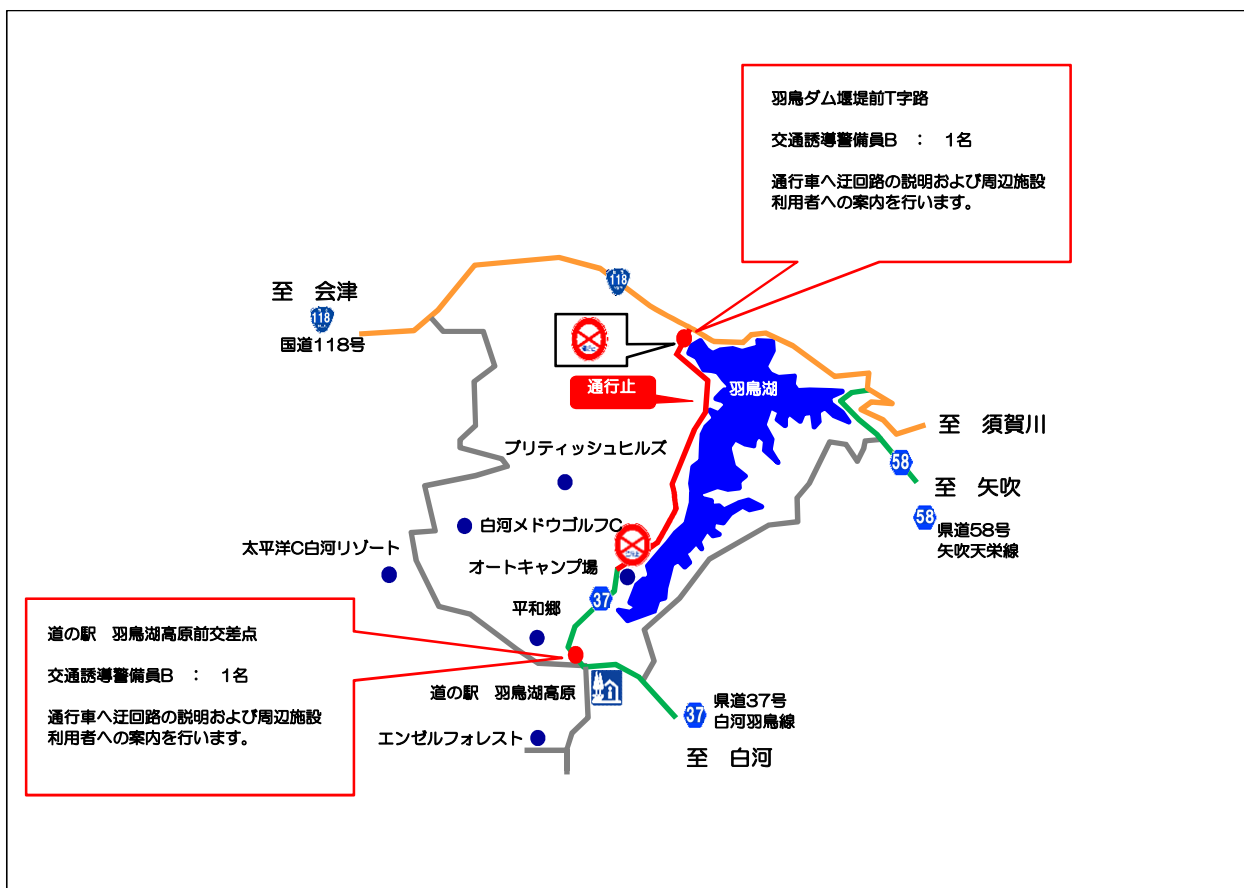 羽鳥ダム堰堤前T字路
交通誘導警備員B ： 1名
通行車へ迂回路の説明および周辺施設
利用者への案内を行います。
118
至 会津
118
国道118号
通行止
羽鳥湖
至 須賀川
ブリティッシュヒルズ
58
至 矢吹
58
県道58号
矢吹天栄線
白河メドウゴルフC
太平洋C白河リゾート
オートキャンプ場
37
平和郷
道の駅 羽鳥湖高原前交差点
交通誘導警備員B ： 1名
通行車へ迂回路の説明および周辺施設
利用者への案内を行います。
道の駅 羽鳥湖高原
37
県道37号
白河羽鳥線
エンゼルフォレスト
至 白河